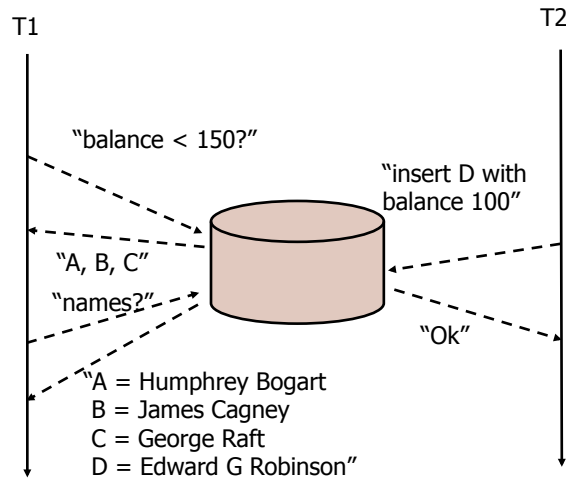 T1
T2
“balance < 150?”
“insert D with
balance 100”
“A, B, C”
“names?”
“Ok”
“A = Humphrey Bogart
B = James Cagney
C = George Raft
D = Edward G Robinson”